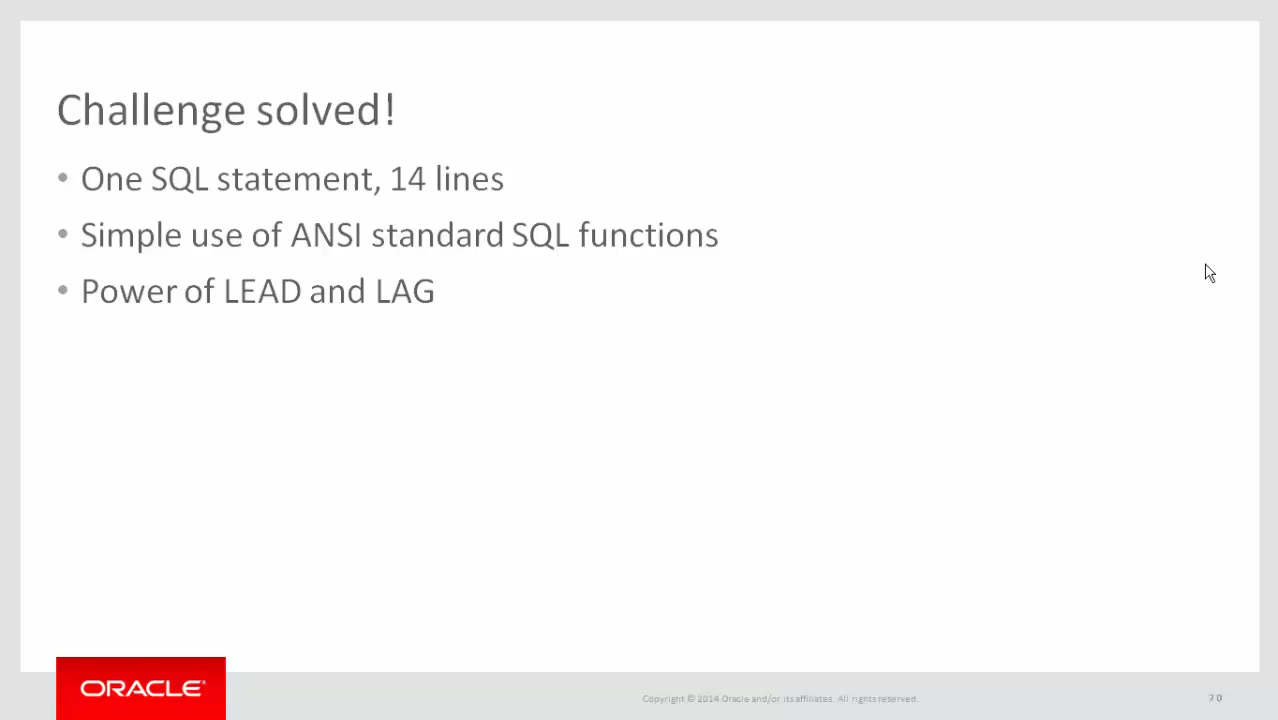 Challenge solved!
• One SQL statement, 14 lines
• Simple use of ANSI standard SQL functions
• Power of LEAD and LAG
ORACLE®
Copyright © 2014 Oracle and/or its affiliates. All rights reserved.
20